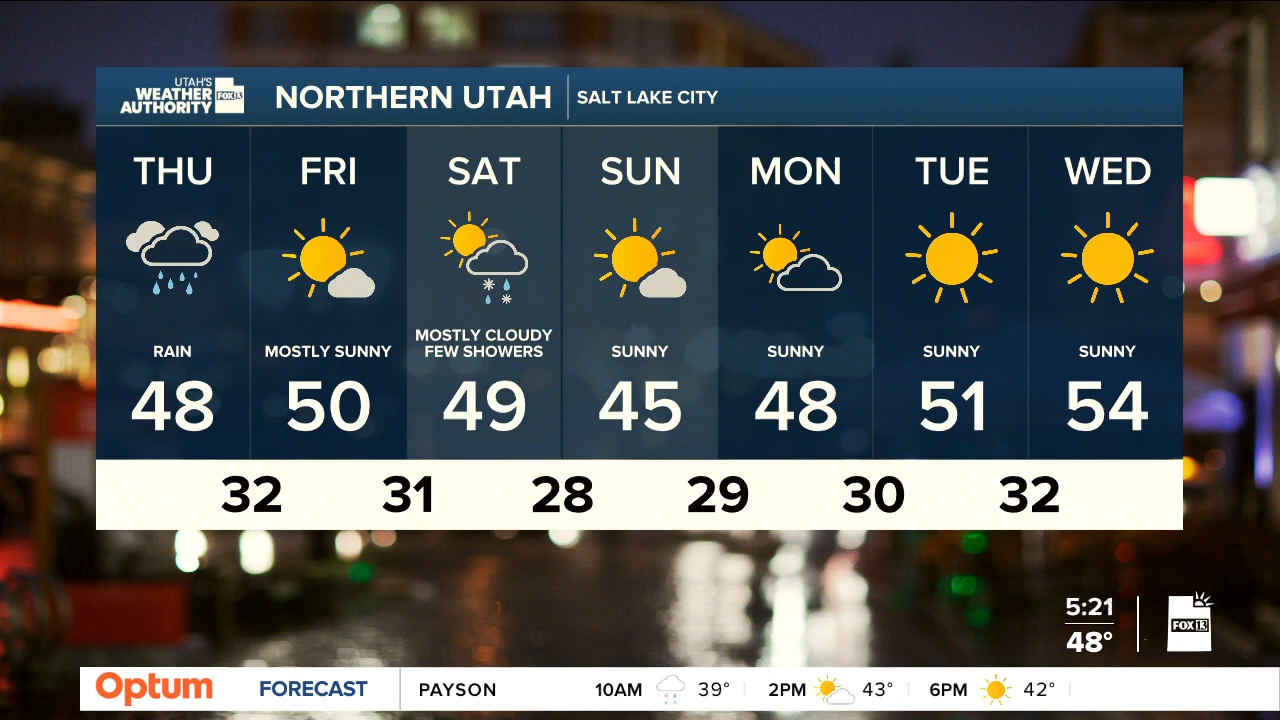 UTAH'S
WEATHER
AUTHORITY
FOX 13
NORTHERN UTAH
SALT LAKE CITY
THU FRI SAT SUN MON TUE WED
RAIN MOSTLY SUNNY MOSTLY CLOUDY FEW SHOWERS SUNNY SUNNY SUNNY SUNNY
48 50 49 45 48 51 54
32 31 28 29 30 32
5:21
48°
FOX 13
Optum FORECAST PAYSON 10AM 39° 2PM 43° 6PM 42°